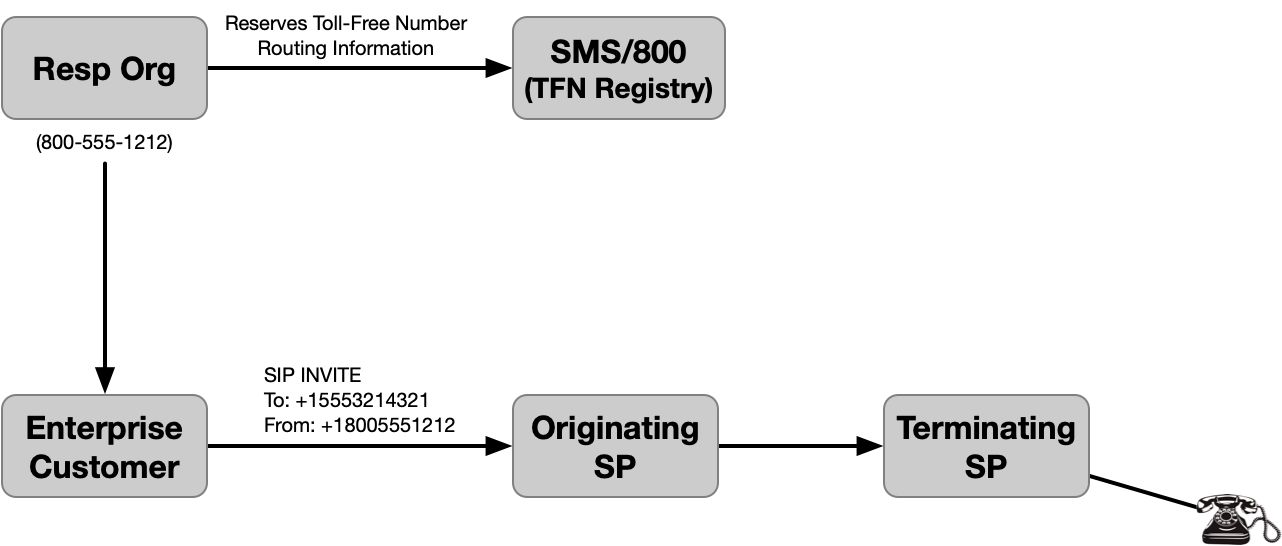 Reserves Toll-Free Number
Routing Information
Resp Org
SMS/800
(TFN Registry)
(800-555-1212)
SIP INVITE
To: +15553214321
From: +18005551212
Enterprise
Customer
Originating
SP
Terminating
SP